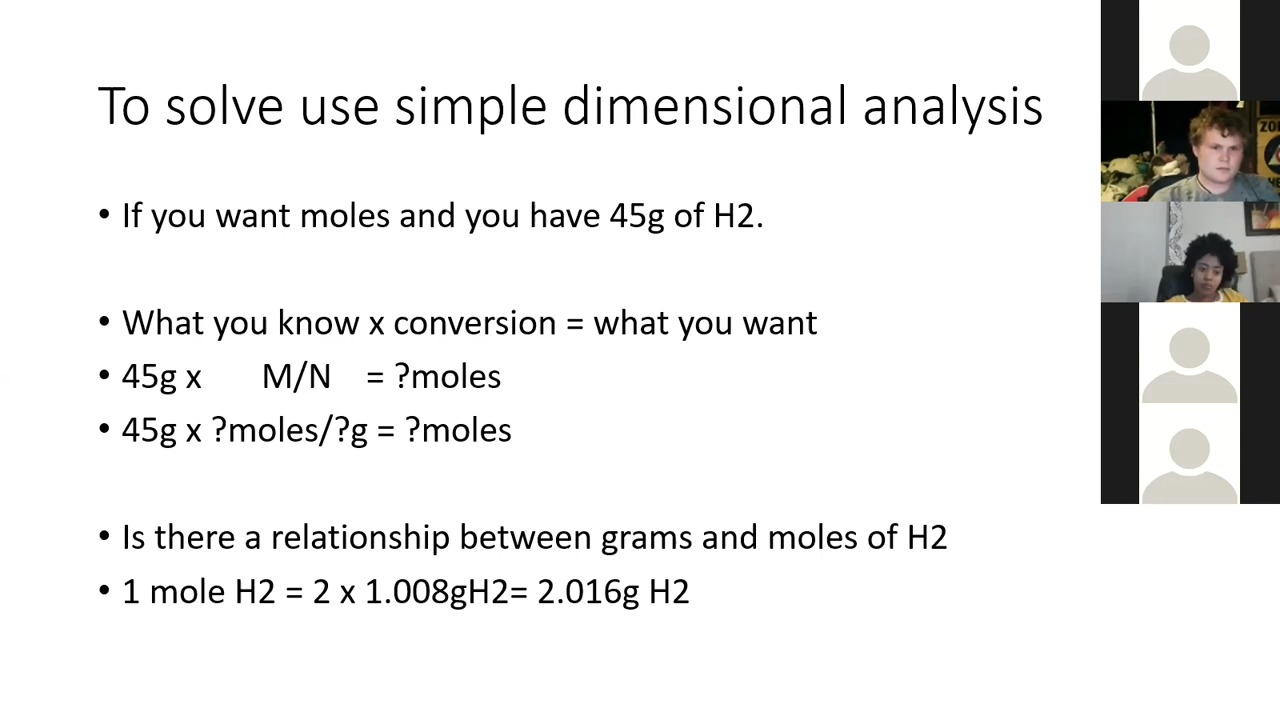 To solve use simple dimensional analysis
• If you want moles and you have 45g of H2.
• What you know x conversion = what you want
• 45g x M/N = ?moles
• 45g x ?moles/?g = ?moles
• Is there a relationship between grams and moles of H2
• 1 mole H2 = 2 x 1.008gH2= 2.016g H2